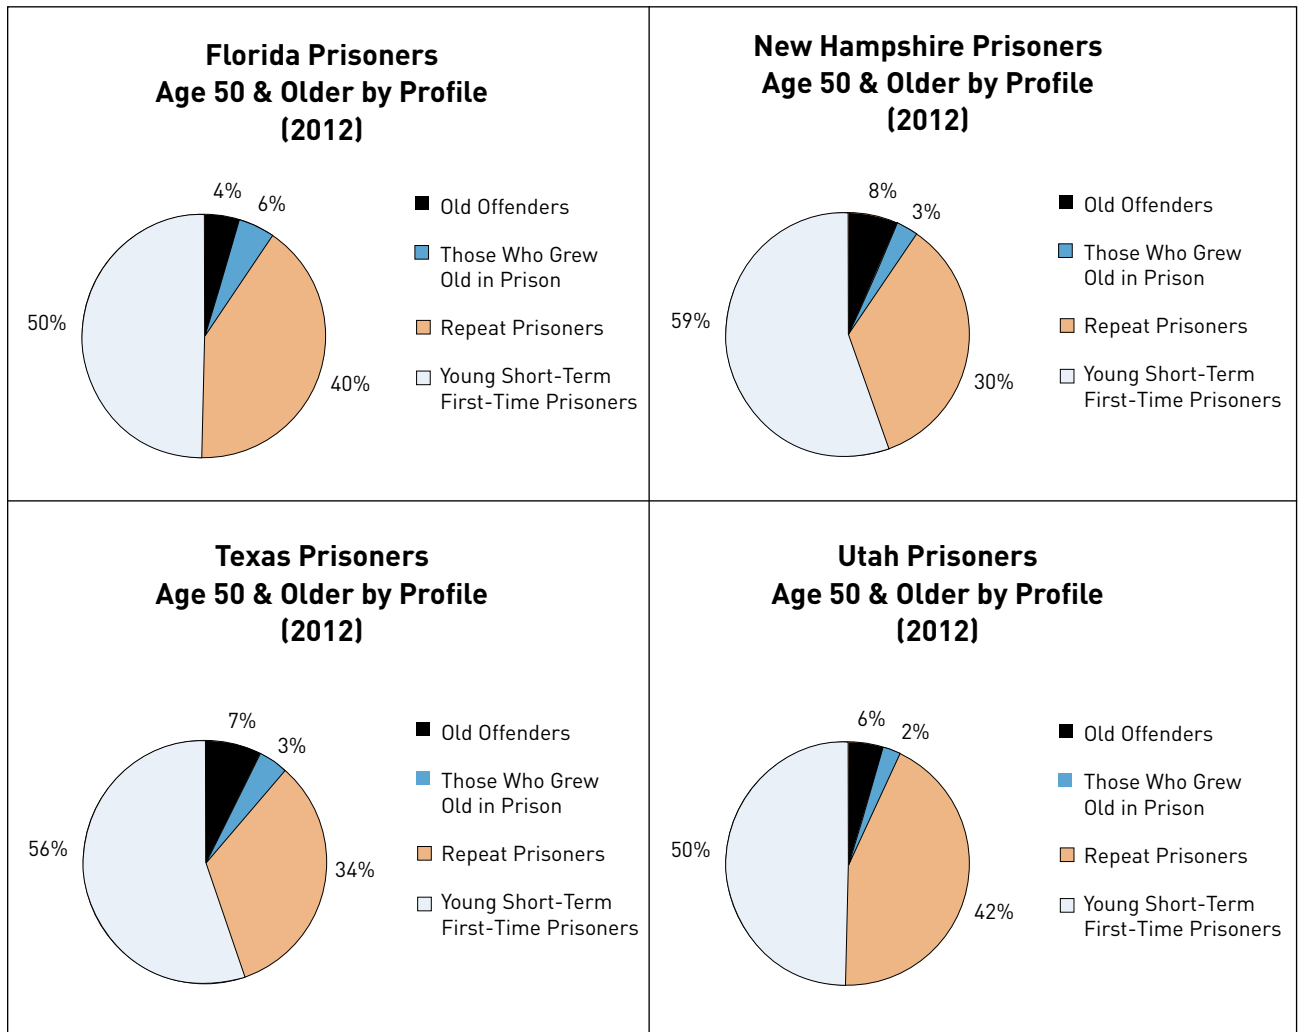 Florida Prisoners
Age 50 & Older by Profile
(2012)
4%
6%
50%
40%
Old Offenders
Those Who Grew
Old in Prison
Repeat Prisoners
Young Short-Term
First-Time Prisoners
New Hampshire Prisoners
Age 50 & Older by Profile
(2012)
8%
3%
59%
30%
Old Offenders
Those Who Grew
Old in Prison
Repeat Prisoners
Young Short-Term
First-Time Prisoners
Texas Prisoners
Age 50 & Older by Profile
(2012)
7%
3%
56%
34%
Old Offenders
Those Who Grew
Old in Prison
Repeat Prisoners
Young Short-Term
First-Time Prisoners
Utah Prisoners
Age 50 & Older by Profile
(2012)
6%
2%
50%
42%
Old Offenders
Those Who Grew
Old in Prison
Repeat Prisoners
Young Short-Term
First-Time Prisoners